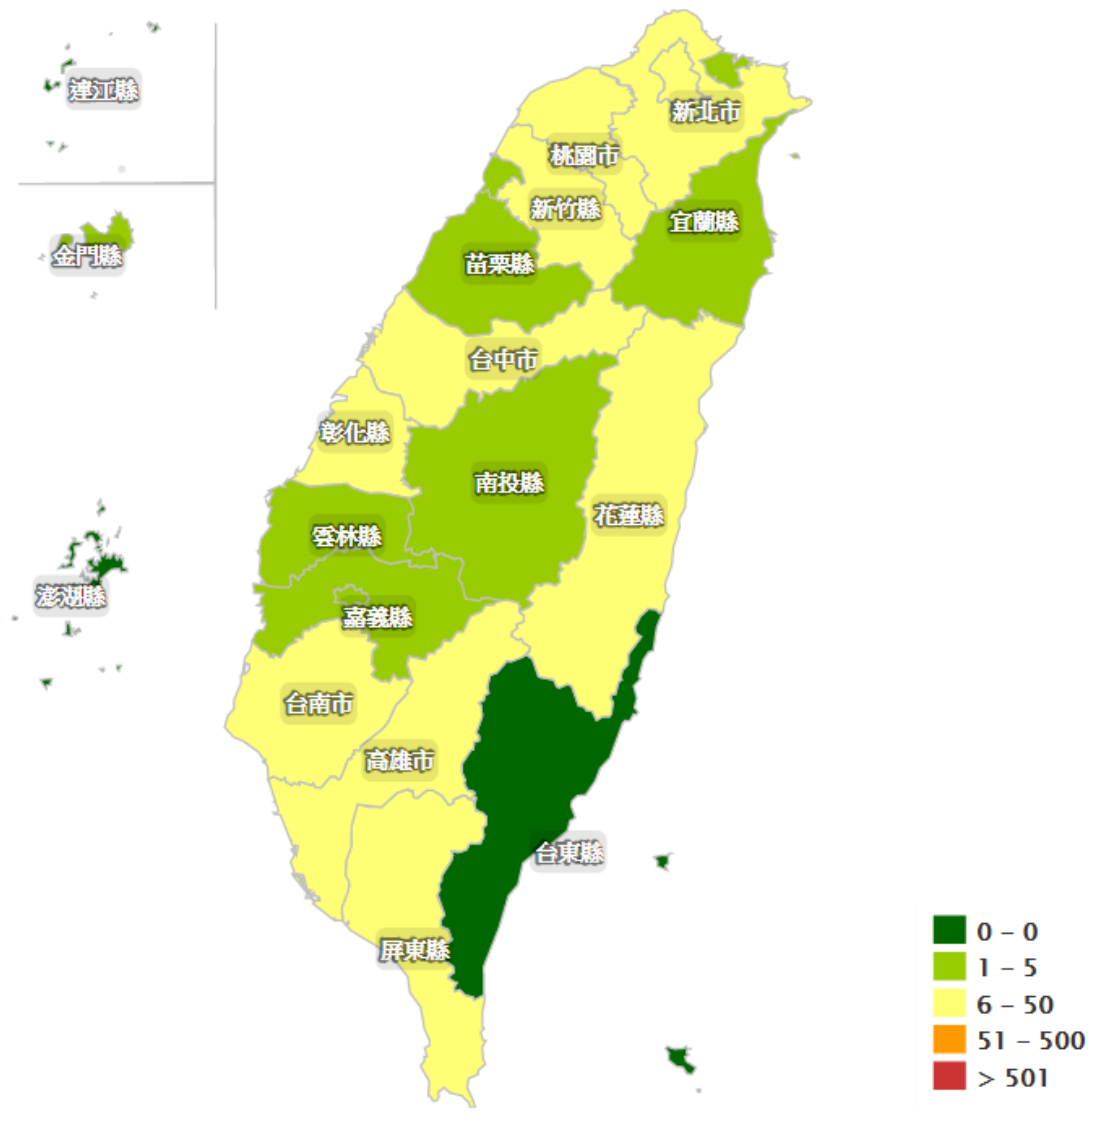 連江縣
新北市
桃園市
新竹縣
宜蘭縣
金門縣
苗栗縣
台中市
彰化縣
南投縣
花蓮縣
雲林縣
澎湖縣
嘉義縣
台南市
高雄市
台東縣
屏東縣
0 – 0
1 – 5
6 – 50
51 – 500
> 501